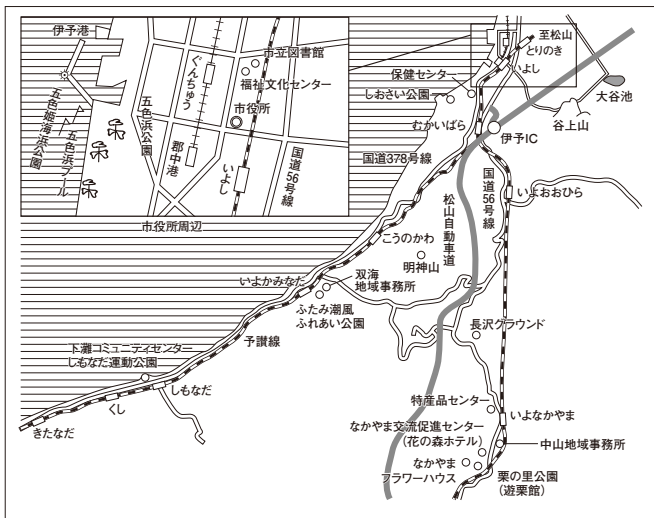 伊予港
五色姫海浜公園
五色浜プール
五色浜公園
ぐんちゅう
郡中港
市立図書館
福祉文化センター
市役所
いよし
国道56号線
市役所周辺
至松山
とりのき
いよし
保健センター
しおさい公園
むかいばら
伊予IC
谷上山
大谷池
国道378号線
国道56号線
いよおおひら
松山自動車道
こうのかわ
明神山
いよかみなだ
双海
地域事務所
ふたみ潮風
ふれあい公園
予讃線
長沢グラウンド
下灘コミュニティセンター
しもなだ運動公園
しもなだ
くし
きたなだ
特産品センター
いよなかやま
なかやま交流促進センター
(花の森ホテル)
中山地域事務所
なかやま
フラワーハウス
栗の里公園
(遊栗館)